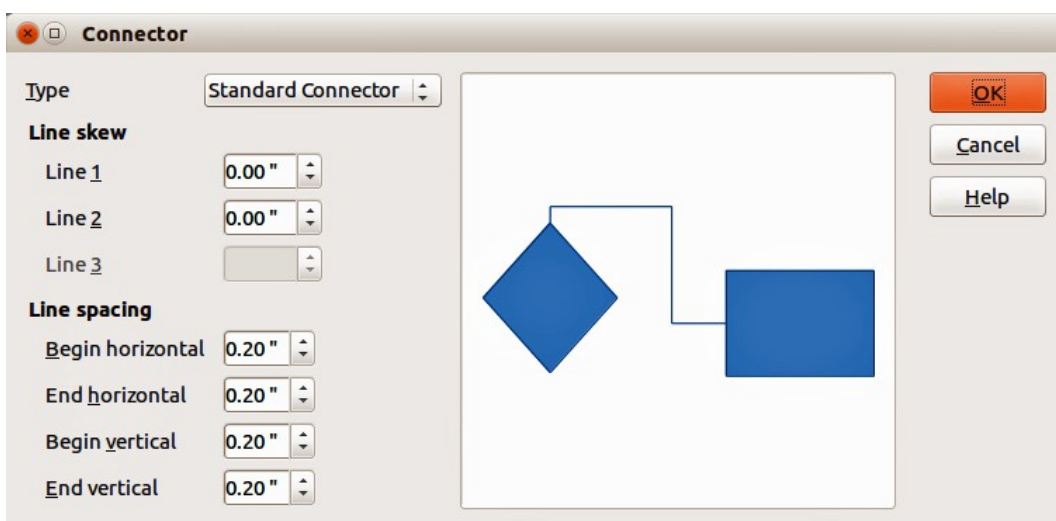 Connector
Type Standard Connector
Line skew
Line 1 0.00 "
Line 2 0.00 "
Line 3
Line spacing
Begin horizontal 0.20 "
End horizontal 0.20 "
Begin vertical 0.20 "
End vertical 0.20 "
OK
Cancel
Help